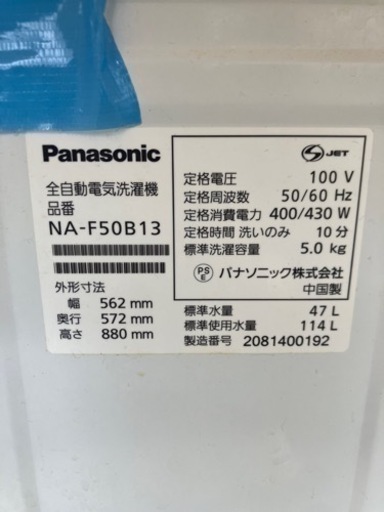 Panasonic
全自動電気洗濯機
品番
NA-F50B13
外形寸法
幅 562 mm
奥行 572 mm
高さ 880 mm
S JET
定格電圧 100 V
定格周波数 50/60 Hz
定格消費電力 400/430 W
定格時間 洗いのみ 10 分
標準洗濯容量 5.0 kg
PS E パナソニック株式会社
中国製
標準水量 47 L
標準使用水量 114 L
製造番号 2081400192